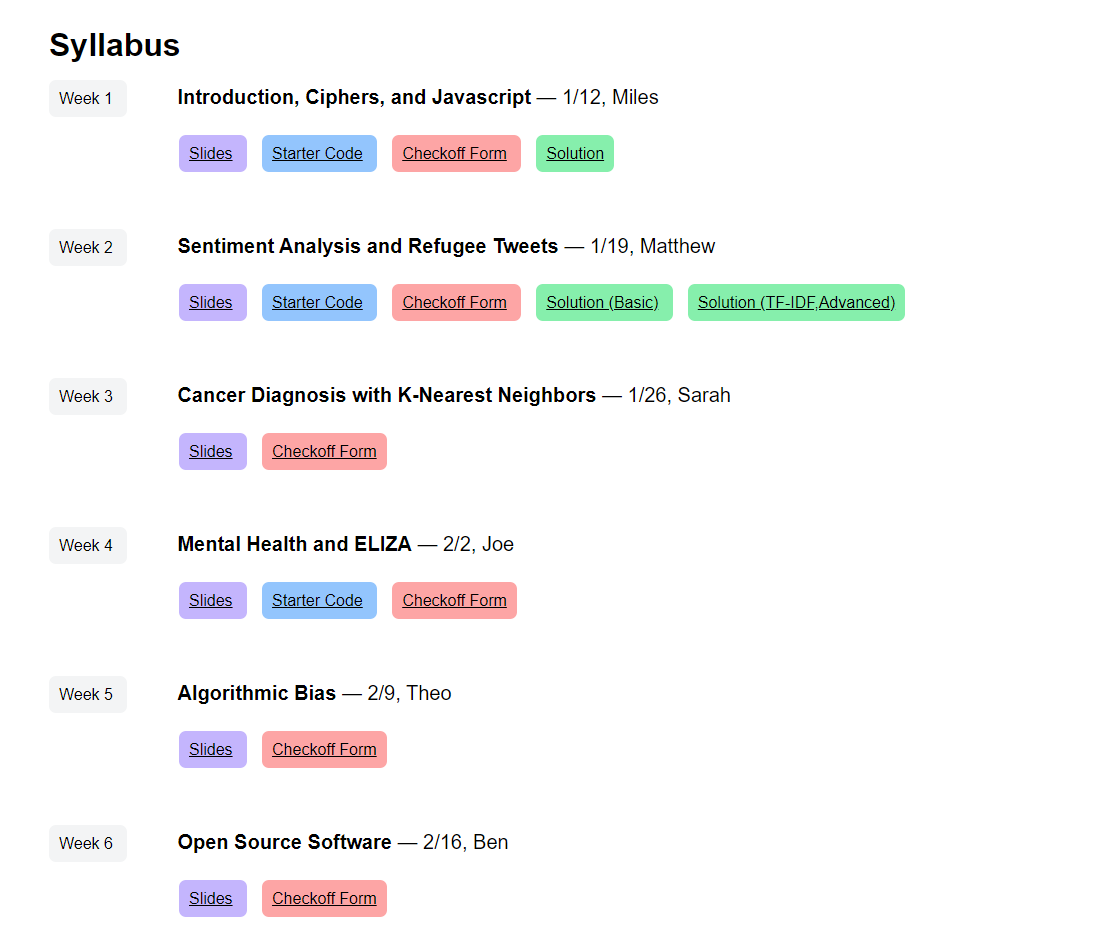 Syllabus
Week 1 Introduction, Ciphers, and Javascript — 1/12, Miles
Slides Starter Code Checkoff Form Solution
Week 2 Sentiment Analysis and Refugee Tweets — 1/19, Matthew
Slides Starter Code Checkoff Form Solution (Basic) Solution (TF-IDF,Advanced)
Week 3 Cancer Diagnosis with K-Nearest Neighbors — 1/26, Sarah
Slides Checkoff Form
Week 4 Mental Health and ELIZA — 2/2, Joe
Slides Starter Code Checkoff Form
Week 5 Algorithmic Bias — 2/9, Theo
Slides Checkoff Form
Week 6 Open Source Software — 2/16, Ben
Slides Checkoff Form